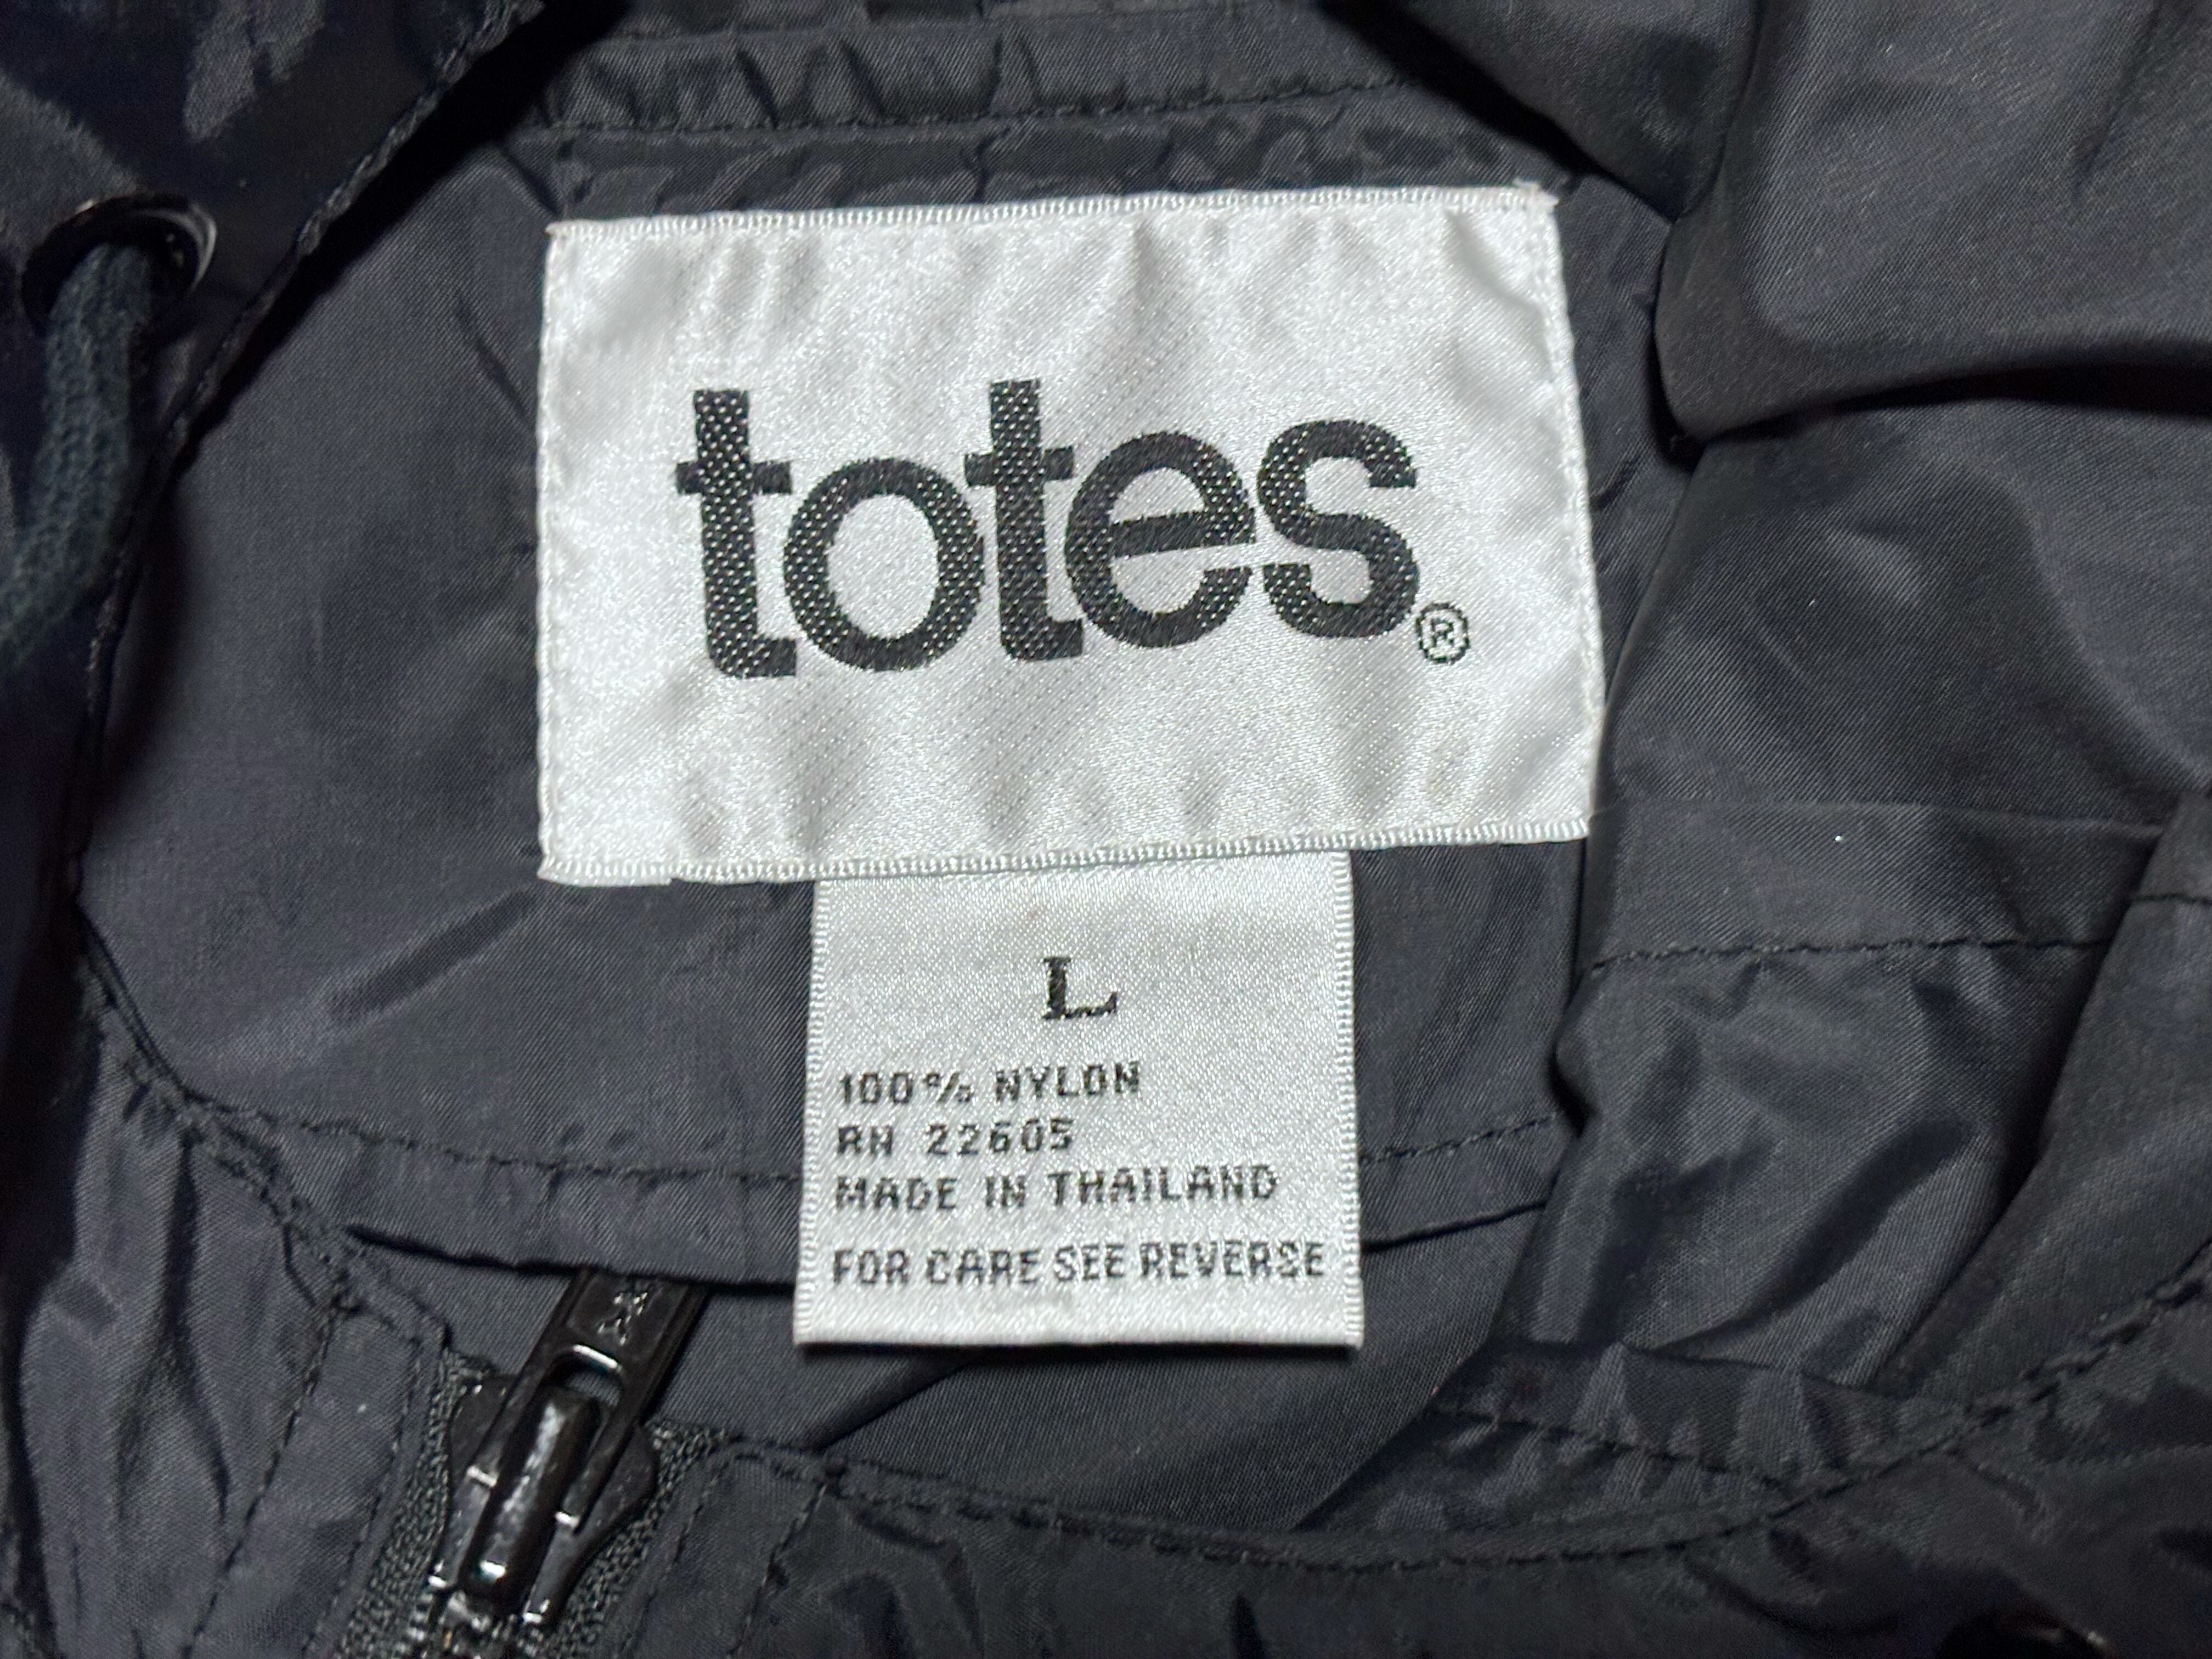 totes®
L
100% NYLON
RN 22605
MADE IN THAILAND
FOR CARE SEE REVERSE